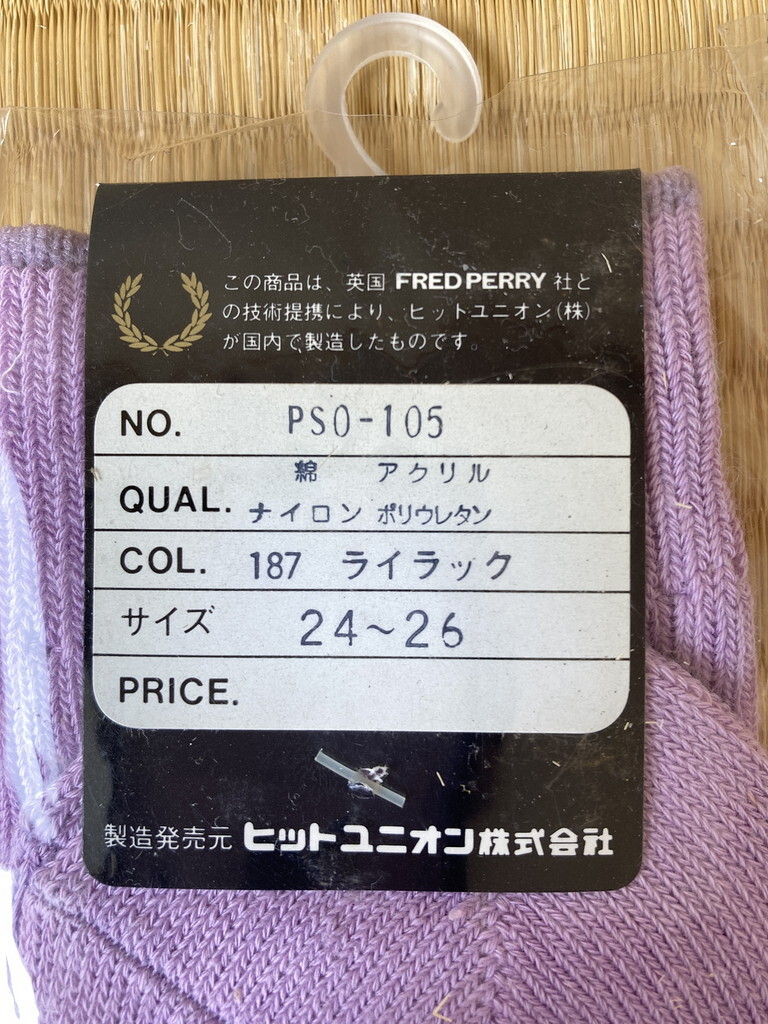 この商品は、英国 FRED PERRY 社と
の技術提携により、ヒットユニオン(株)
が国内で製造したものです。
NO. PSO-105
QUAL. 綿 アクリル
ナイロン ポリウレタン
COL. 187 ライラック
サイズ 24~26
PRICE.
製造発売元 ヒットユニオン株式会社